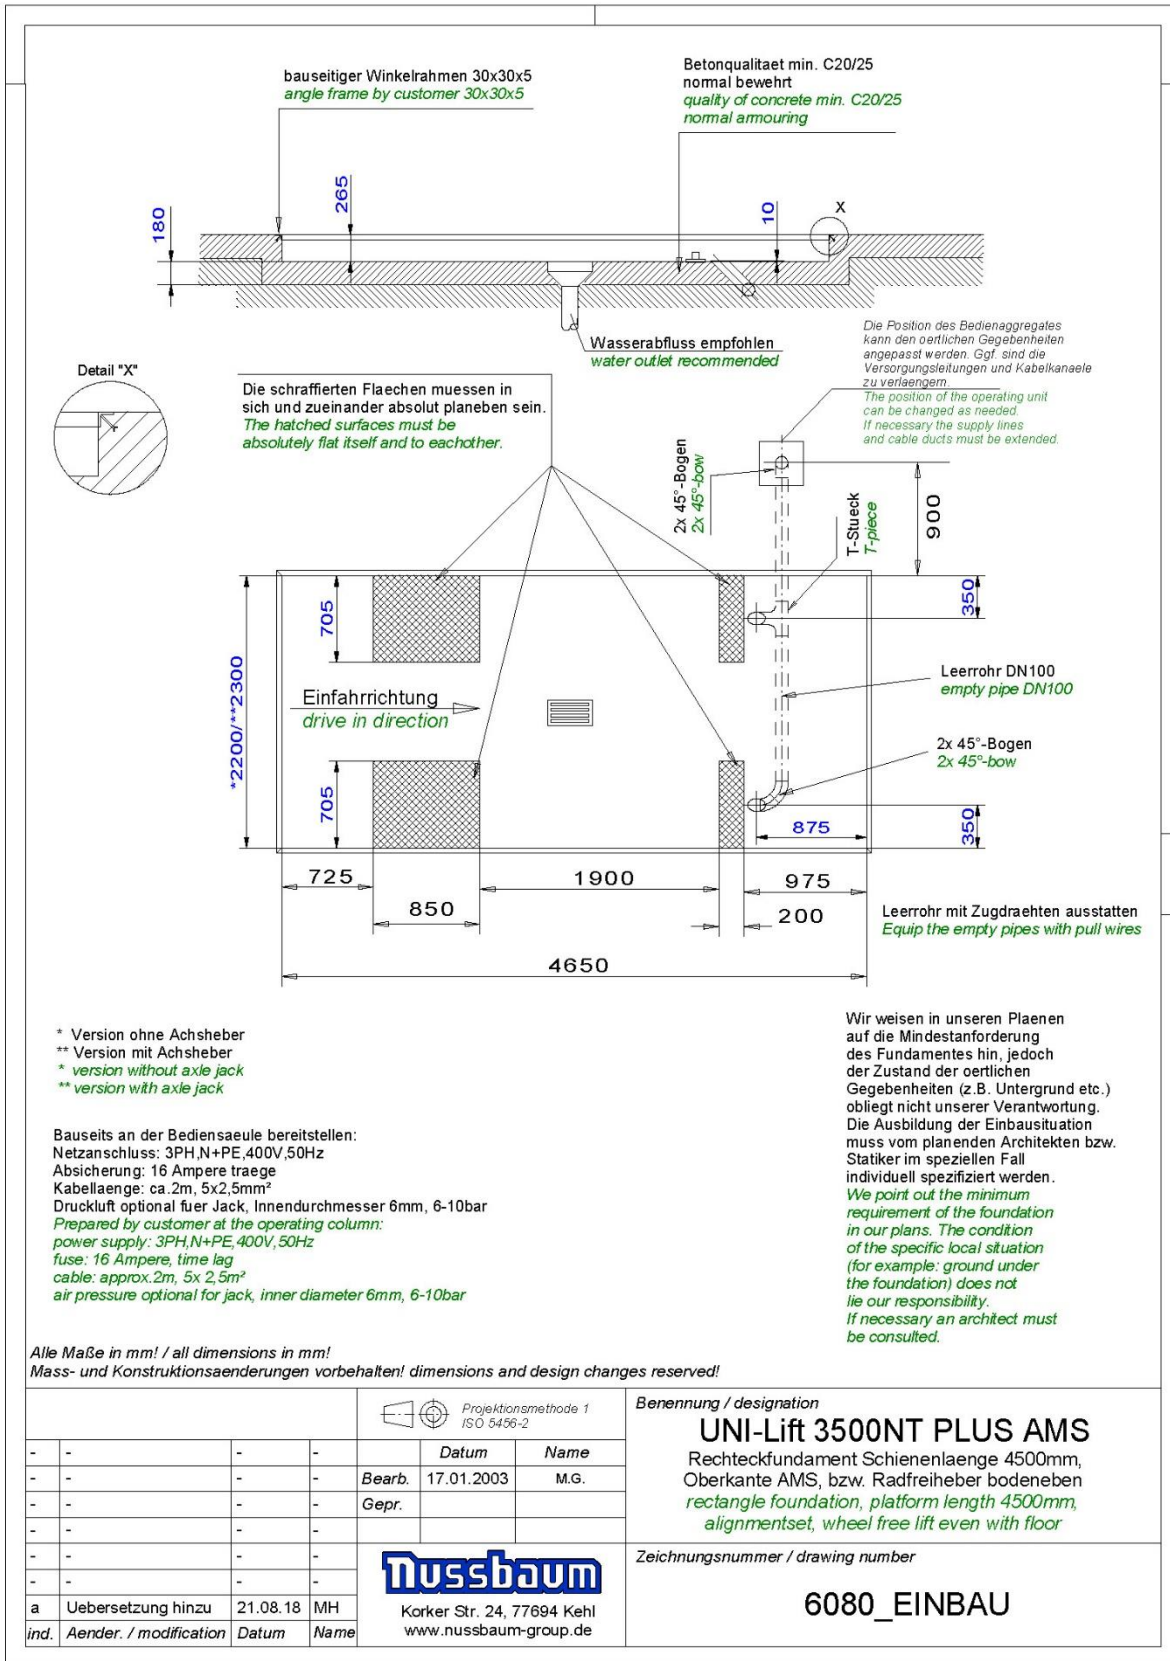 bauseitiger Winkelrahmen 30x30x5
angle frame by customer 30x30x5
Betonqualitaet min. C20/25
normal bewehrt
quality of concrete min. C20/25
normal armouring
180
265
10
X
Wasserabfluss empfohlen
water outlet recommended
Die Position des Bedienaggregates
kann den oertlichen Gegebenheiten
angepasst werden. Ggf. sind die
Versorgungsleitungen und Kabelkanaele
zu verlaengern.
The position of the operating unit
can be changed as needed.
If necessary the supply lines
and cable ducts must be extended.
Detail "X"
Die schraffierten Flaechen muessen in
sich und zueinander absolut planeben sein.
The hatched surfaces must be
absolutely flat itself and to eachother.
2x 45°-Bogen
2x 45°-bow
T-Stueck
T-piece
900
350
705
*2200/**2300
Einfahrrichtung
drive in direction
Leerrohr DN100
empty pipe DN100
2x 45°-Bogen
2x 45°-bow
705
875
350
725
1900
975
850
200
Leerrohr mit Zugdraehten ausstatten
Equip the empty pipes with pull wires
4650
* Version ohne Achsheber
** Version mit Achsheber
* version without axle jack
** version with axle jack
Bauseits an der Bediensaeule bereitstellen:
Netzanschluss: 3PH,N+PE,400V,50Hz
Absicherung: 16 Ampere traege
Kabellaenge: ca.2m, 5x2,5mm²
Druckluft optional fuer Jack, Innendurchmesser 6mm, 6-10bar
Prepared by customer at the operating column:
power supply: 3PH,N+PE,400V,50Hz
fuse: 16 Ampere, time lag
cable: approx.2m, 5x 2,5m²
air pressure optional for jack, inner diameter 6mm, 6-10bar
Wir weisen in unseren Plaenen
auf die Mindestanforderung
des Fundamentes hin, jedoch
der Zustand der oertlichen
Gegebenheiten (z.B. Untergrund etc.)
obliegt nicht unserer Verantwortung.
Die Ausbildung der Einbausituation
muss vom planenden Architekten bzw.
Statiker im speziellen Fall
individuell spezifiziert werden.
We point out the minimum
requirement of the foundation
in our plans. The condition
of the specific local situation
(for example: ground under
the foundation) does not
lie our responsibility.
If necessary an architect must
be consulted.
Alle Maße in mm! / all dimensions in mm!
Mass- und Konstruktionsaenderungen vorbehalten! dimensions and design changes reserved!
Projektionsmethode 1
ISO 5456-2
- - - - Datum Name
- - - - Bearb. 17.01.2003 M.G.
- - - - Gepr.
- - - -
- - - -
- - - -
a Uebersetzung hinzu 21.08.18 MH
ind. Aender. / modification Datum Name
Nussbaum
Korker Str. 24, 77694 Kehl
www.nussbaum-group.de
Benennung / designation
UNI-Lift 3500NT PLUS AMS
Rechteckfundament Schienenlaenge 4500mm,
Oberkante AMS, bzw. Radfreiheber bodeneben
rectangle foundation, platform length 4500mm,
alignmentset, wheel free lift even with floor
Zeichnungsnummer / drawing number
6080_EINBAU